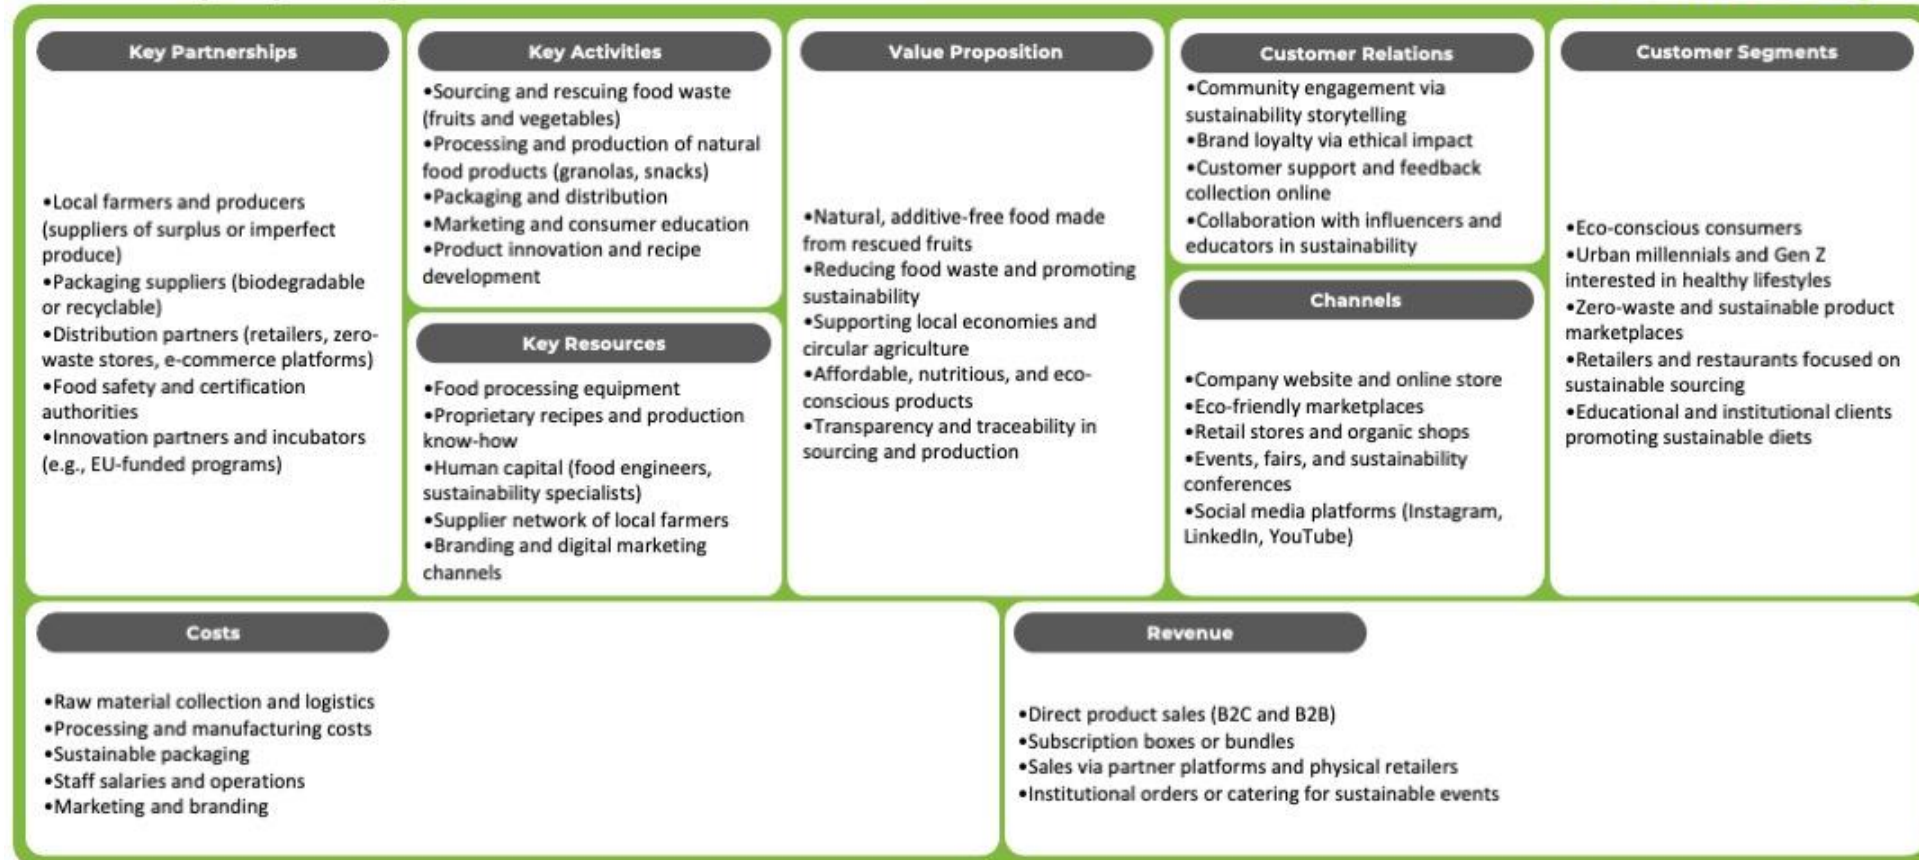 Key Partnerships
•Local farmers and producers
(suppliers of surplus or imperfect
produce)
•Packaging suppliers (biodegradable
or recyclable)
•Distribution partners (retailers, zero-
waste stores, e-commerce platforms)
•Food safety and certification
authorities
•Innovation partners and incubators
(e.g., EU-funded programs)
Key Activities
•Sourcing and rescuing food waste
(fruits and vegetables)
•Processing and production of natural
food products (granolas, snacks)
•Packaging and distribution
•Marketing and consumer education
•Product innovation and recipe
development
Key Resources
•Food processing equipment
•Proprietary recipes and production
know-how
•Human capital (food engineers,
sustainability specialists)
•Supplier network of local farmers
•Branding and digital marketing
channels
Value Proposition
•Natural, additive-free food made
from rescued fruits
•Reducing food waste and promoting
sustainability
•Supporting local economies and
circular agriculture
•Affordable, nutritious, and eco-
conscious products
•Transparency and traceability in
sourcing and production
Customer Relations
•Community engagement via
sustainability storytelling
•Brand loyalty via ethical impact
•Customer support and feedback
collection online
•Collaboration with influencers and
educators in sustainability
Channels
•Company website and online store
•Eco-friendly marketplaces
•Retail stores and organic shops
•Events, fairs, and sustainability
conferences
•Social media platforms (Instagram,
LinkedIn, YouTube)
Customer Segments
•Eco-conscious consumers
•Urban millennials and Gen Z
interested in healthy lifestyles
•Zero-waste and sustainable product
marketplaces
•Retailers and restaurants focused on
sustainable sourcing
•Educational and institutional clients
promoting sustainable diets
Costs
•Raw material collection and logistics
•Processing and manufacturing costs
•Sustainable packaging
•Staff salaries and operations
•Marketing and branding
Revenue
•Direct product sales (B2C and B2B)
•Subscription boxes or bundles
•Sales via partner platforms and physical retailers
•Institutional orders or catering for sustainable events